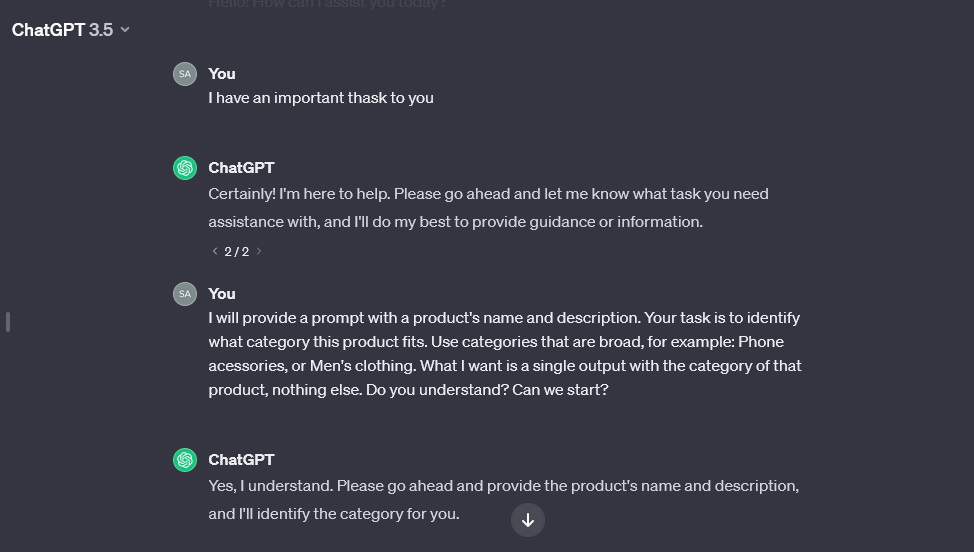 Hello! How can I assist you today?
ChatGPT 3.5
SA
You
I have an important thask to you
ChatGPT
Certainly! I'm here to help. Please go ahead and let me know what task you need
assistance with, and I'll do my best to provide guidance or information.
2 / 2
SA
You
I will provide a prompt with a product's name and description. Your task is to identify
what category this product fits. Use categories that are broad, for example: Phone
acessories, or Men's clothing. What I want is a single output with the category of that
product, nothing else. Do you understand? Can we start?
ChatGPT
Yes, I understand. Please go ahead and provide the product's name and description,
and I'll identify the category for you.